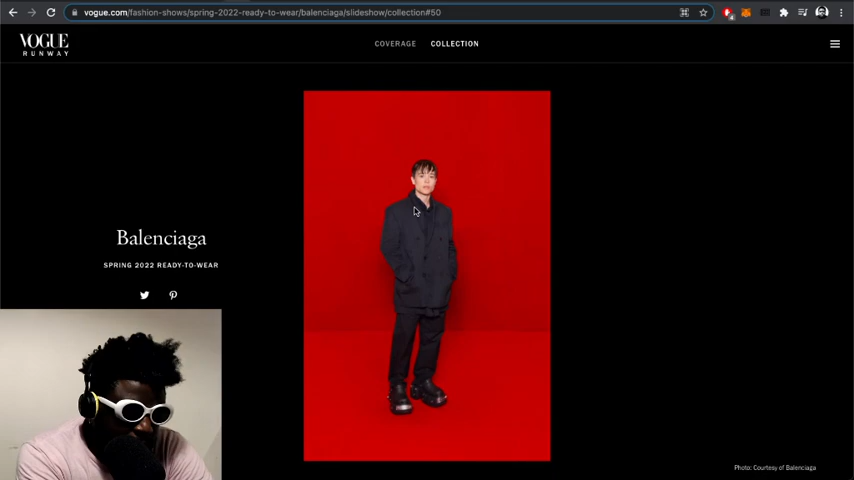 vogue.com/fashion-shows/spring-2022-ready-to-wear/balenciaga/slideshow/collection#50
VOGUE
RUNWAY
COVERAGE COLLECTION
Balenciaga
SPRING 2022 READY-TO-WEAR
Photo: Courtesy of Balenciaga